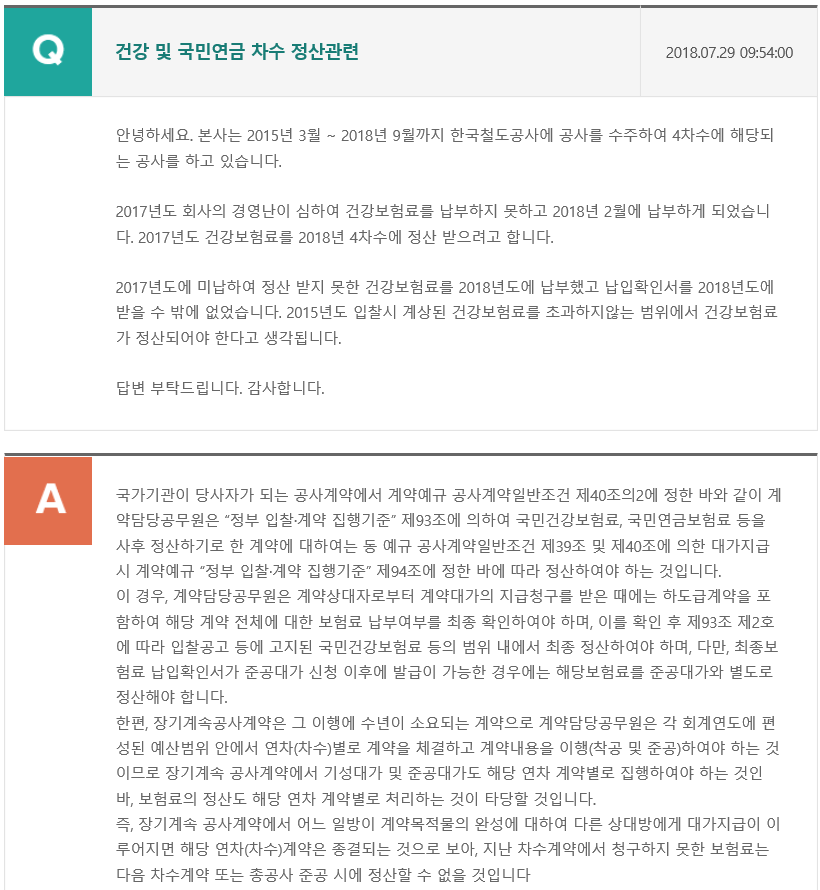 Q
건강 및 국민연금 차수 정산관련
2018.07.29 09:54:00
안녕하세요. 본사는 2015년 3월 ~ 2018년 9월까지 한국철도공사에 공사를 수주하여 4차수에 해당되
는 공사를 하고 있습니다.
2017년도 회사의 경영난이 심하여 건강보험료를 납부하지 못하고 2018년 2월에 납부하게 되었습니
다. 2017년도 건강보험료를 2018년 4차수에 정산 받으려고 합니다.
2017년도에 미납하여 정산 받지 못한 건강보험료를 2018년도에 납부했고 납입확인서를 2018년도에
받을 수 밖에 없었습니다. 2015년도 입찰시 계상된 건강보험료를 초과하지않는 범위에서 건강보험료
가 정산되어야 한다고 생각됩니다.
답변 부탁드립니다. 감사합니다.
A
국가기관이 당사자가 되는 공사계약에서 계약예규 공사계약일반조건 제40조의2에 정한 바와 같이 계
약담당공무원은 “정부 입찰·계약 집행기준” 제93조에 의하여 국민건강보험료, 국민연금보험료 등을
사후 정산하기로 한 계약에 대하여는 동 예규 공사계약일반조건 제39조 및 제40조에 의한 대가지급
시 계약예규 “정부 입찰·계약 집행기준” 제94조에 정한 바에 따라 정산하여야 하는 것입니다.
이 경우, 계약담당공무원은 계약상대자로부터 계약대가의 지급청구를 받은 때에는 하도급계약을 포
함하여 해당 계약 전체에 대한 보험료 납부여부를 최종 확인하여야 하며, 이를 확인 후 제93조 제2호
에 따라 입찰공고 등에 고지된 국민건강보험료 등의 범위 내에서 최종 정산하여야 하며, 다만, 최종보
험료 납입확인서가 준공대가 신청 이후에 발급이 가능한 경우에는 해당보험료를 준공대가와 별도로
정산해야 합니다.
한편, 장기계속공사계약은 그 이행에 수년이 소요되는 계약으로 계약담당공무원은 각 회계연도에 편
성된 예산범위 안에서 연차(차수)별로 계약을 체결하고 계약내용을 이행(착공 및 준공)하여야 하는 것
이므로 장기계속 공사계약에서 기성대가 및 준공대가도 해당 연차 계약별로 집행하여야 하는 것인
바, 보험료의 정산도 해당 연차 계약별로 처리하는 것이 타당할 것입니다.
즉, 장기계속 공사계약에서 어느 일방이 계약목적물의 완성에 대하여 다른 상대방에게 대가지급이 이
루어지면 해당 연차(차수)계약은 종결되는 것으로 보아, 지난 차수계약에서 청구하지 못한 보험료는
다음 차수계약 또는 총공사 준공 시에 정산할 수 없을 것입니다